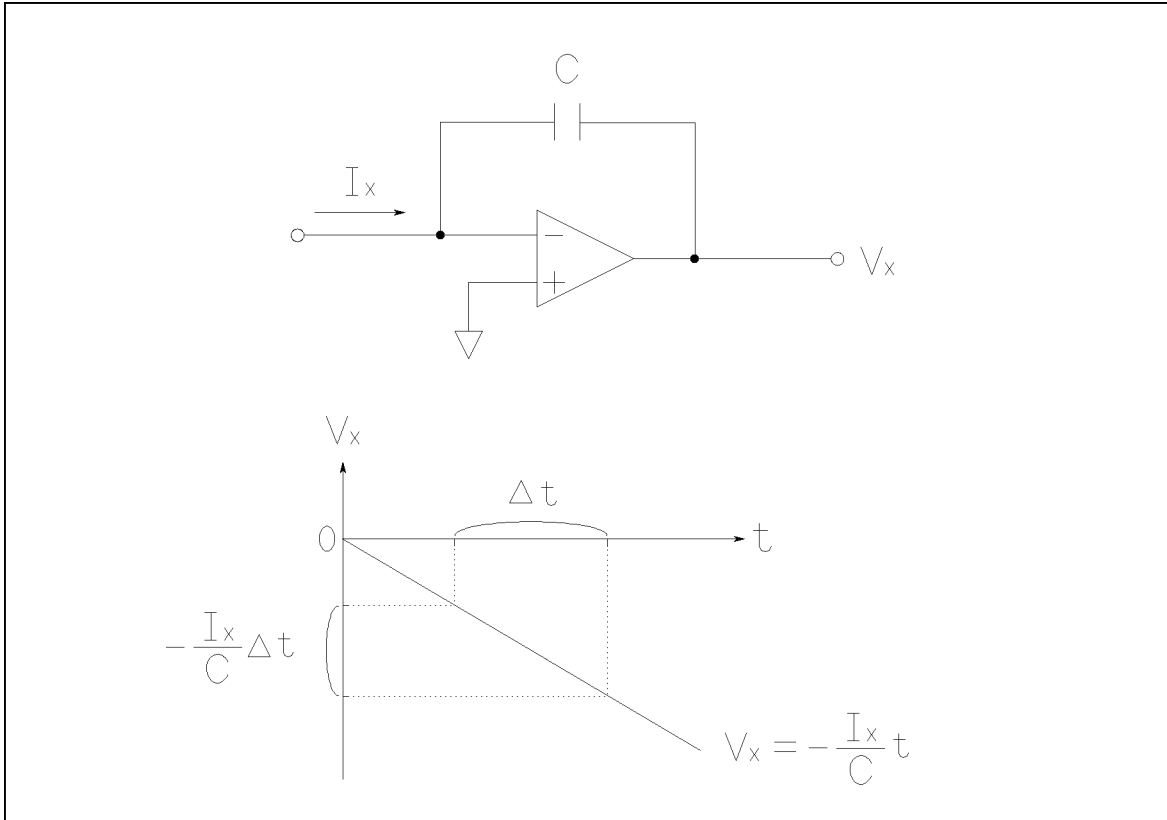 C
Ix
−
+
Vx
Vx
Δt
0
t
−Ix/C Δt
Vx = −Ix/C t